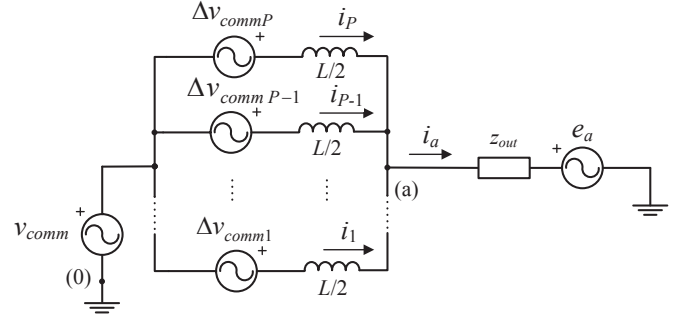 Δv_commP
+
i_P
L/2
Δv_comm P−1
+
i_P-1
L/2
i_a
z_out
+
e_a
(a)
+
v_comm
(0)
Δv_comm1
+
i_1
L/2